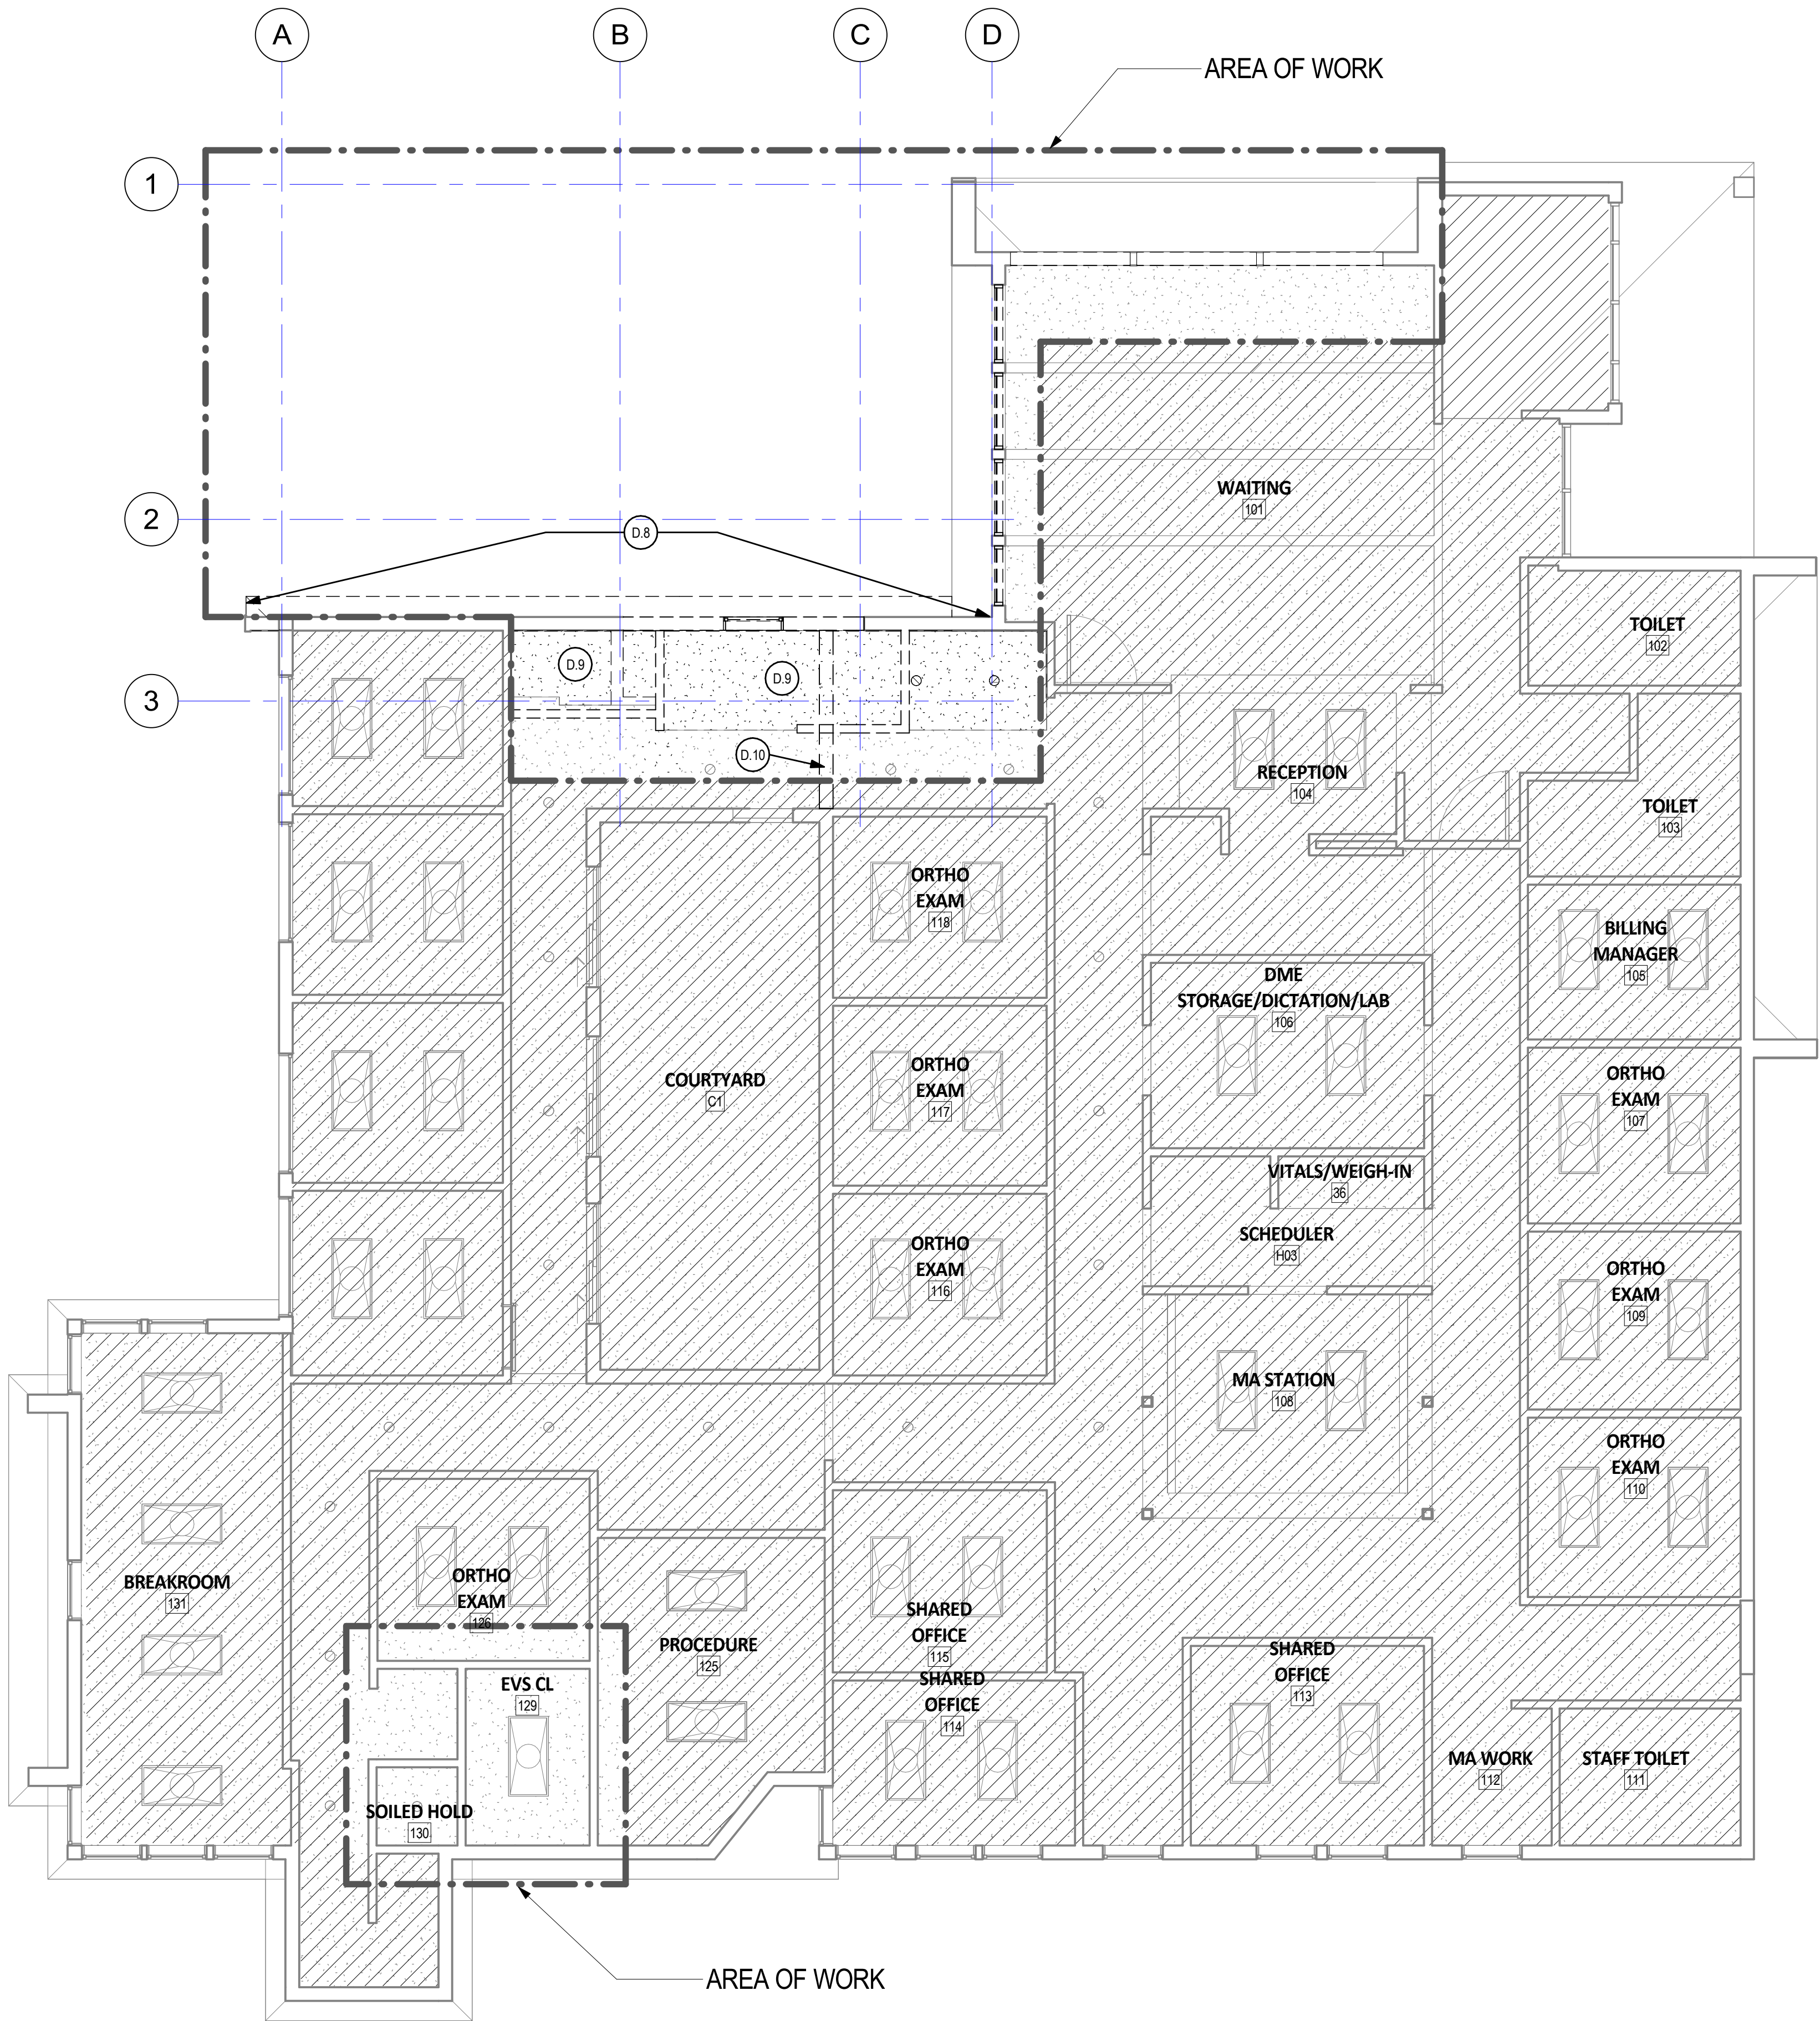 A
B
C
D
AREA OF WORK
1
WAITING
101
2
D.8
TOILET
102
D.9
D.9
3
D.10
RECEPTION
104
TOILET
103
ORTHO
EXAM
118
BILLING
MANAGER
105
DME
STORAGE/DICTATION/LAB
106
COURTYARD
C1
ORTHO
EXAM
117
ORTHO
EXAM
107
VITALS/WEIGH-IN
36
SCHEDULER
H03
ORTHO
EXAM
116
ORTHO
EXAM
109
MA STATION
108
ORTHO
EXAM
110
BREAKROOM
131
ORTHO
EXAM
126
PROCEDURE
125
SHARED
OFFICE
115
SHARED
OFFICE
114
SHARED
OFFICE
113
EVS CL
129
MA WORK
112
STAFF TOILET
111
SOILED HOLD
130
AREA OF WORK